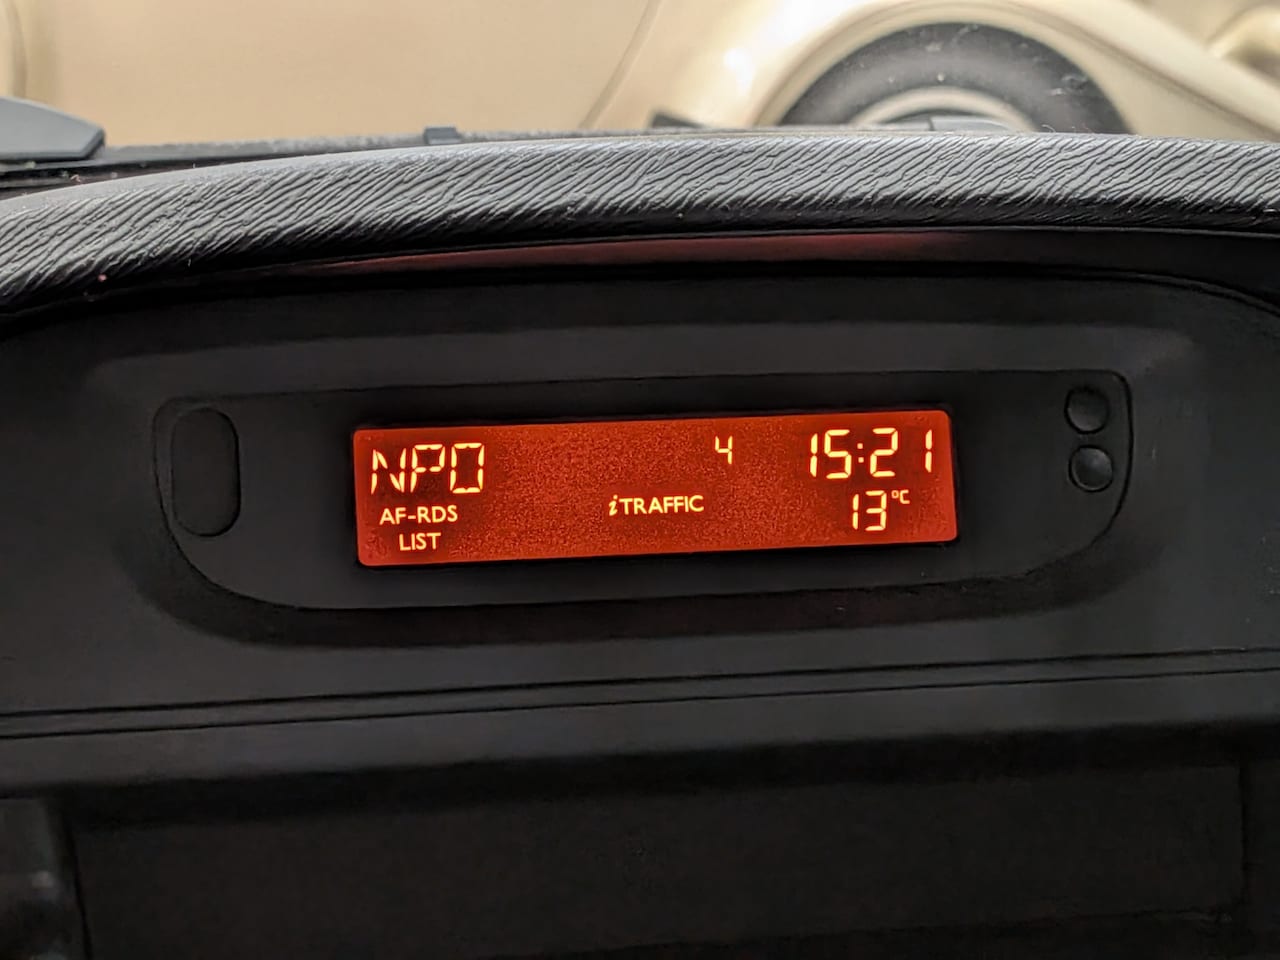 NPO 4 15:21
AF-RDS iTRAFFIC 13°C
LIST